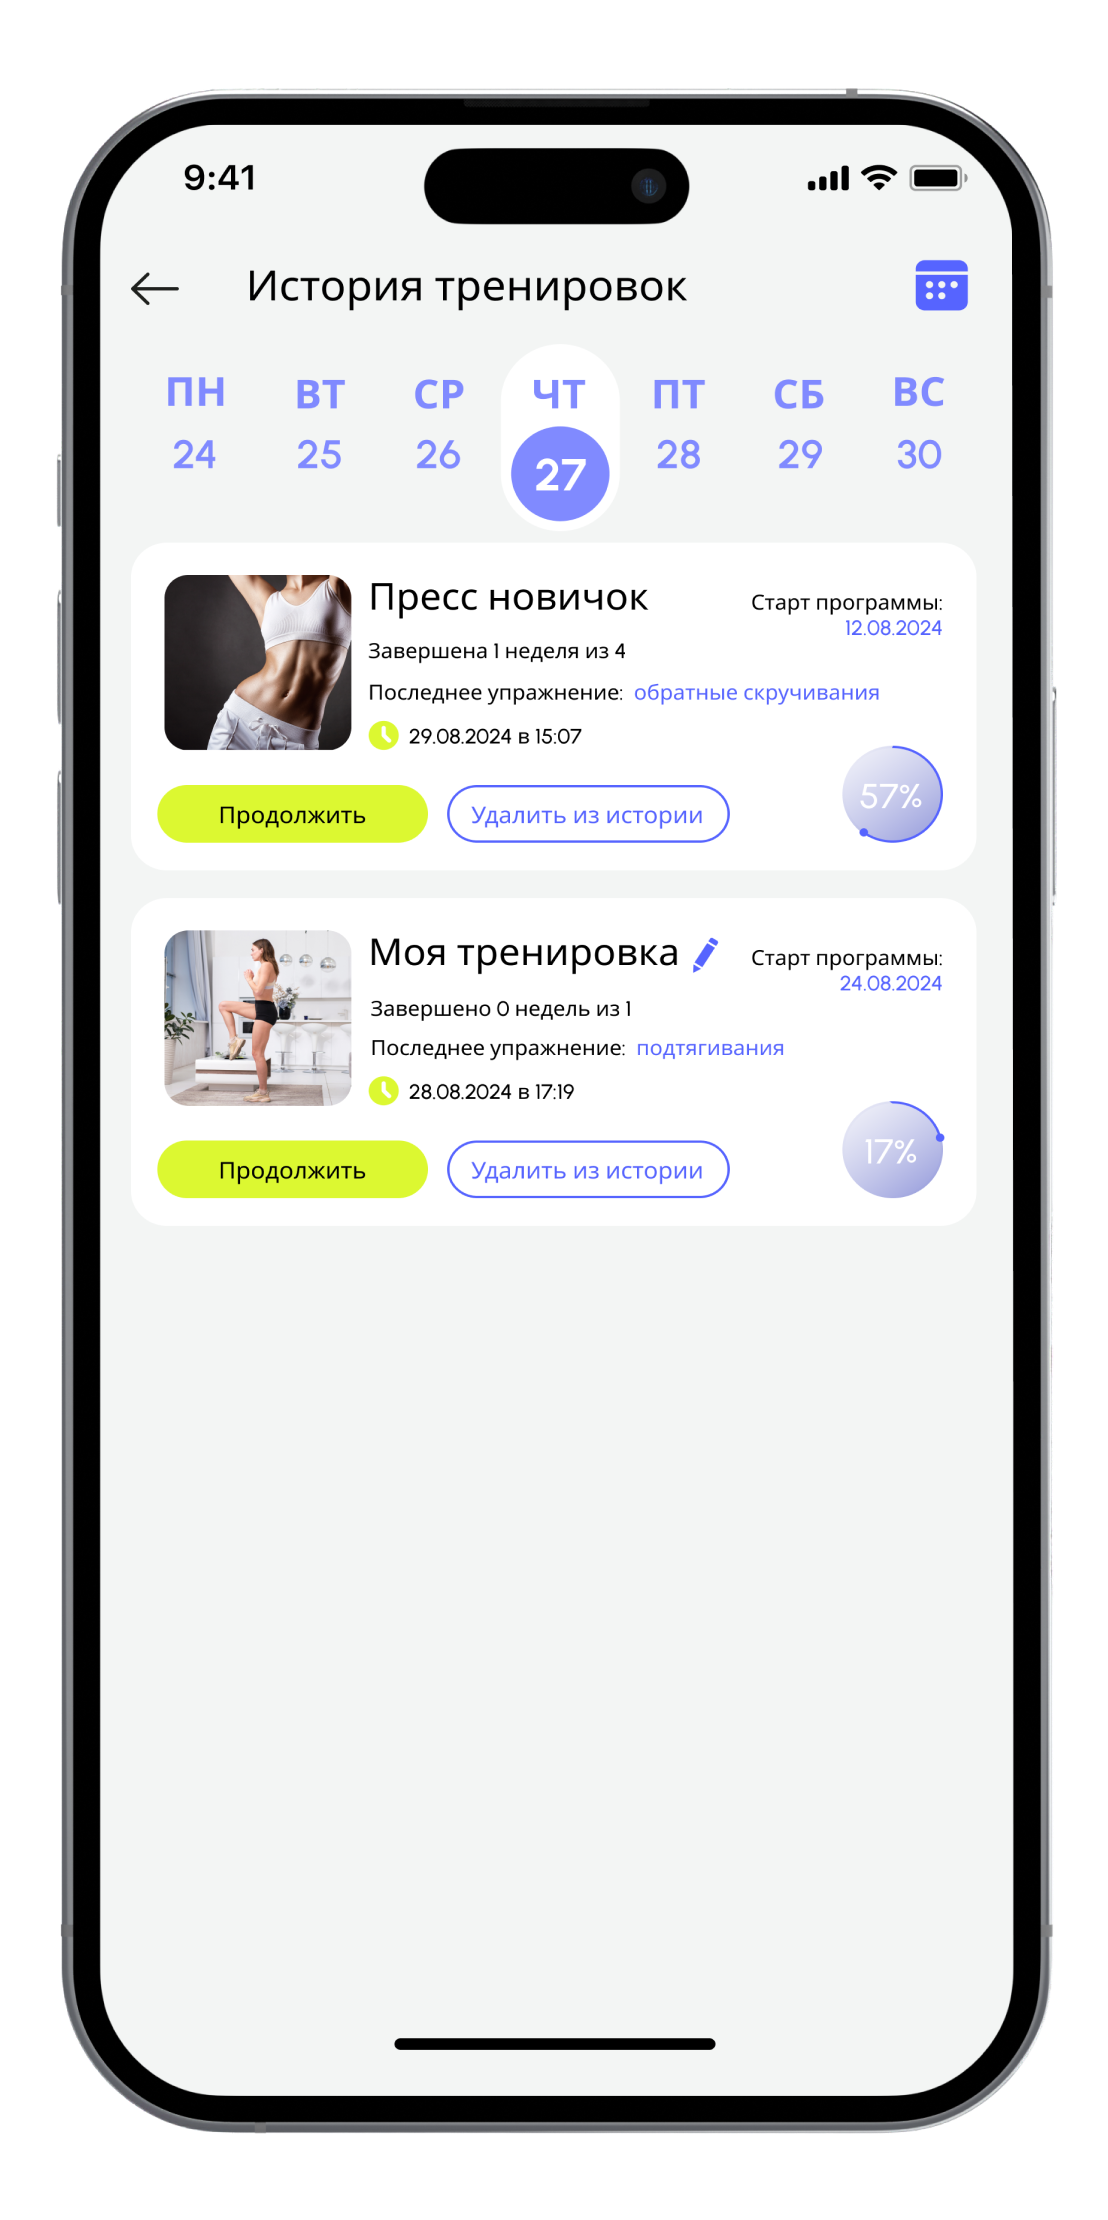 9:41
История тренировок
ПН ВТ СР ЧТ ПТ СБ ВС
24 25 26 27 28 29 30
Пресс новичок
Старт программы:
12.08.2024
Завершена 1 неделя из 4
Последнее упражнение: обратные скручивания
29.08.2024 в 15:07
57%
Продолжить
Удалить из истории
Моя тренировка
Старт программы:
24.08.2024
Завершено 0 недель из 1
Последнее упражнение: подтягивания
28.08.2024 в 17:19
17%
Продолжить
Удалить из истории